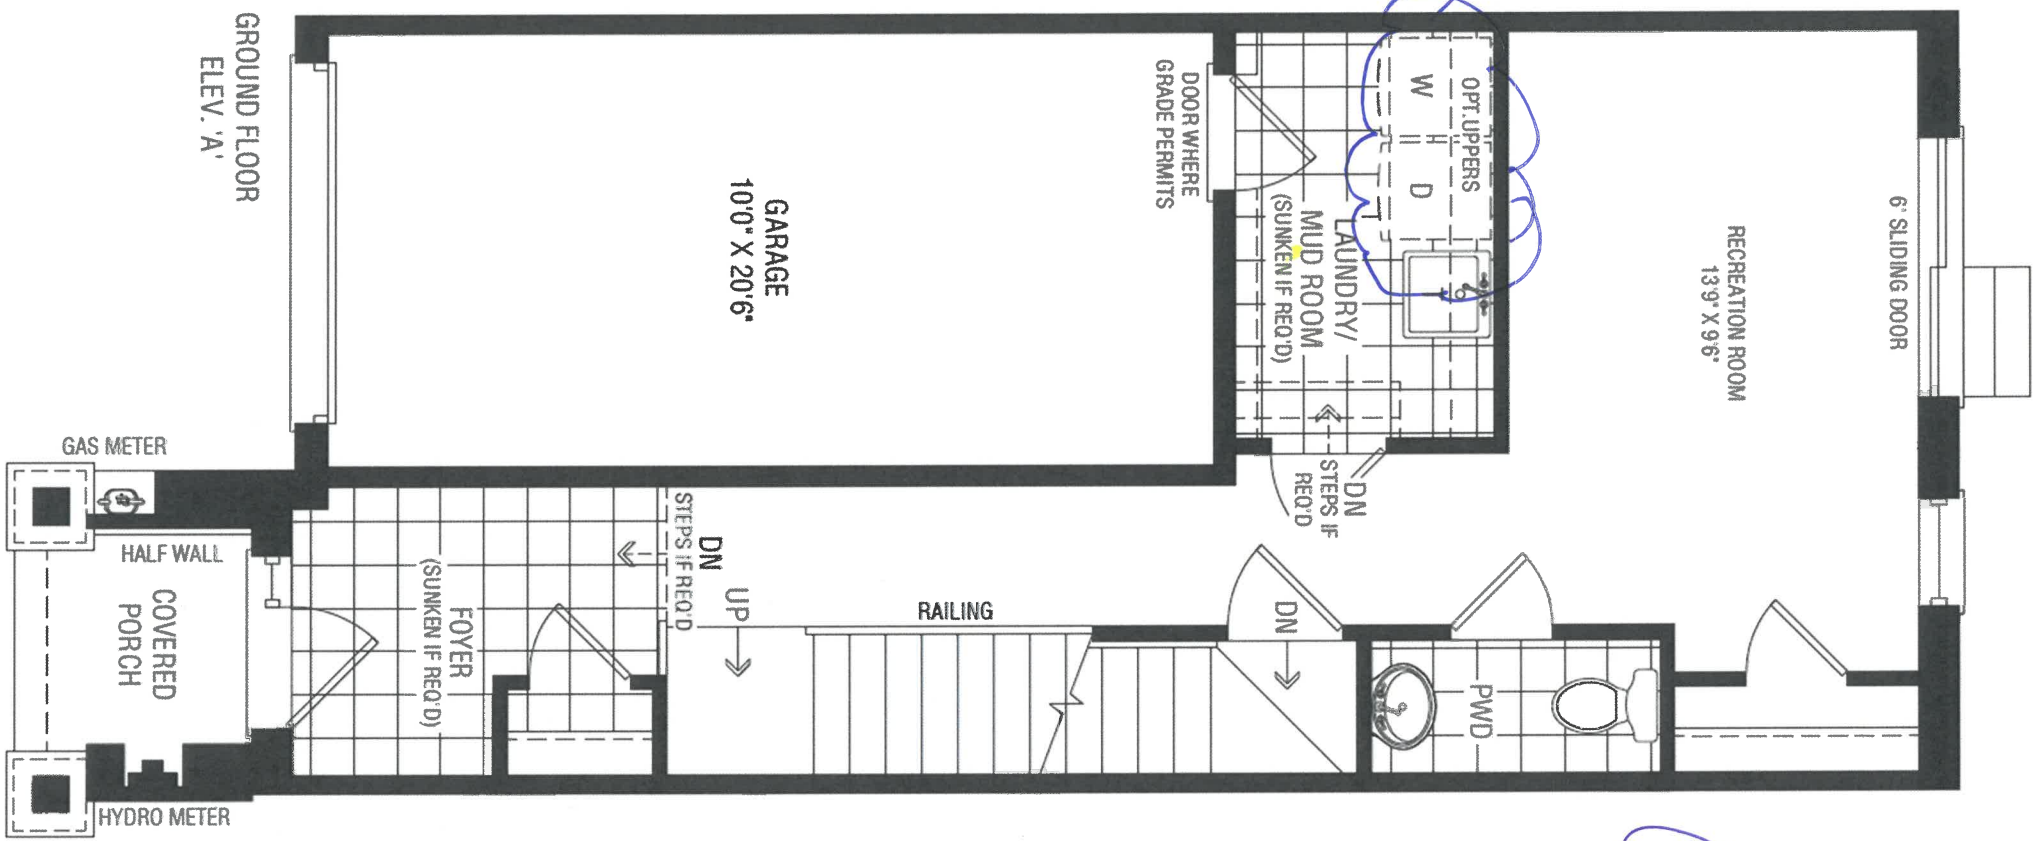 GROUND FLOOR
ELEV. 'A'
GARAGE
10'0" X 20'6"
DOOR WHERE
GRADE PERMITS
OPT. UPPERS
W
D
LAUNDRY/
MUD ROOM
(SUNKEN IF REQ'D)
DN
STEPS IF
REQ'D
6' SLIDING DOOR
RECREATION ROOM
13'9" X 9'6"
GAS METER
HALF WALL
COVERED
PORCH
HYDRO METER
FOYER
(SUNKEN IF REQ'D)
DN
STEPS IF REQ'D
UP
RAILING
DN
PWD